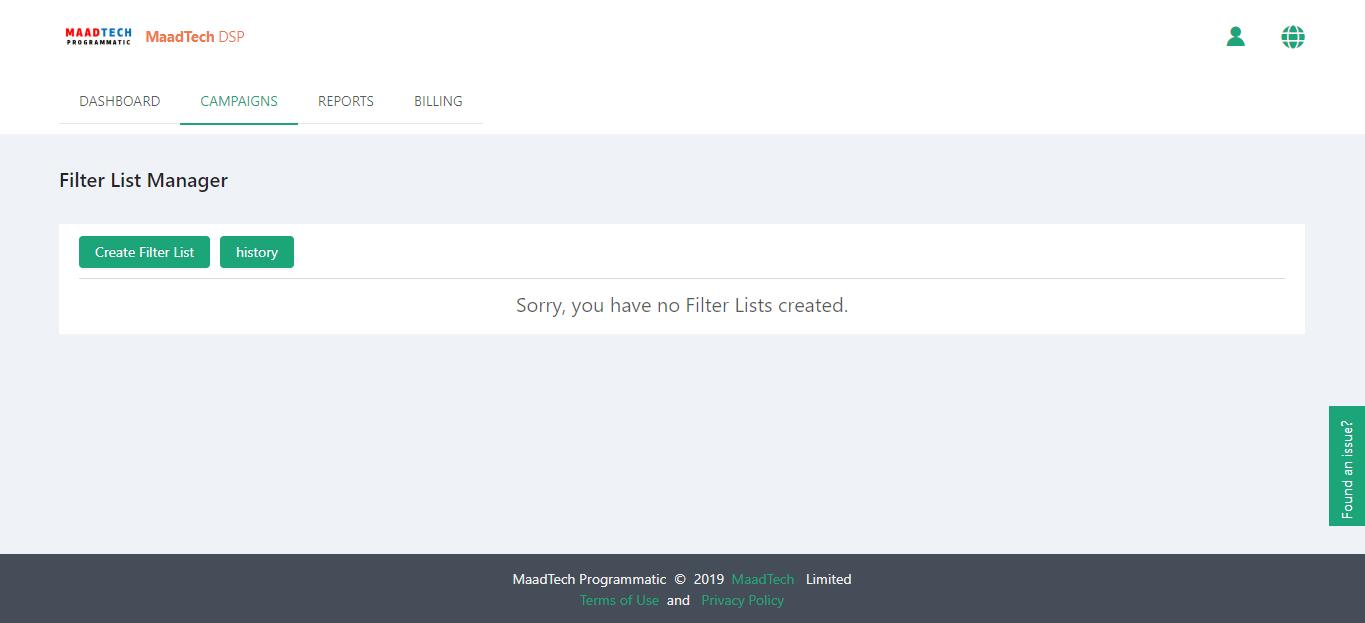 MAADTECH
PROGRAMMATIC
MaadTech DSP
DASHBOARD CAMPAIGNS REPORTS BILLING
Filter List Manager
Create Filter List history
Sorry, you have no Filter Lists created.
Found an issue?
MaadTech Programmatic © 2019 MaadTech Limited
Terms of Use and Privacy Policy